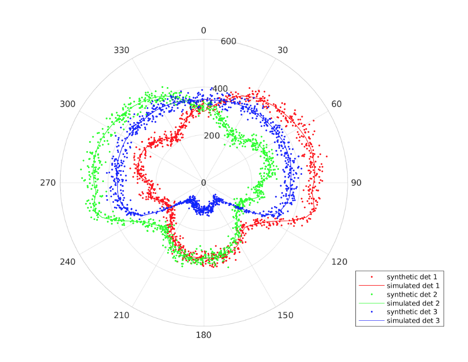 0
330
600
30
300
400
60
200
270
0
90
240
120
210
150
180
synthetic det 1
simulated det 1
synthetic det 2
simulated det 2
synthetic det 3
simulated det 3